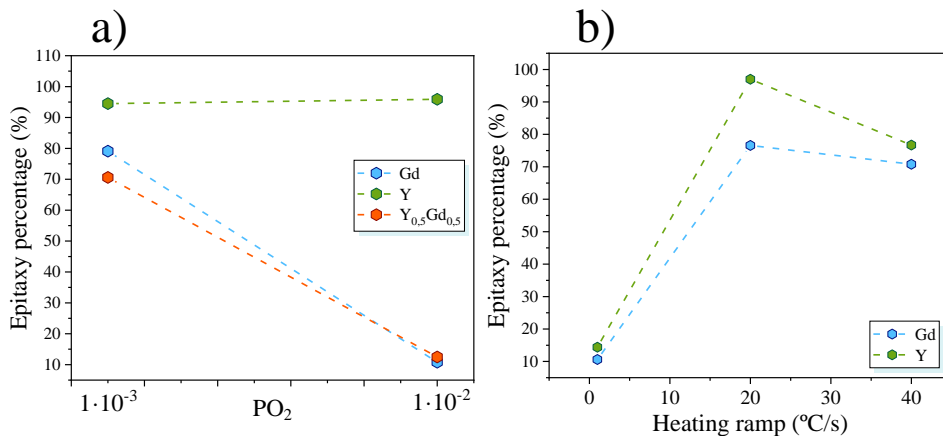 a)
Epitaxy percentage (%)
110
100
90
80
70
60
50
40
30
20
10
1·10⁻³
1·10⁻²
PO₂
Gd
Y
Y₀,₅Gd₀,₅
b)
Epitaxy percentage (%)
100
90
80
70
60
50
40
30
20
10
0
10
20
30
40
Heating ramp (ºC/s)
Gd
Y